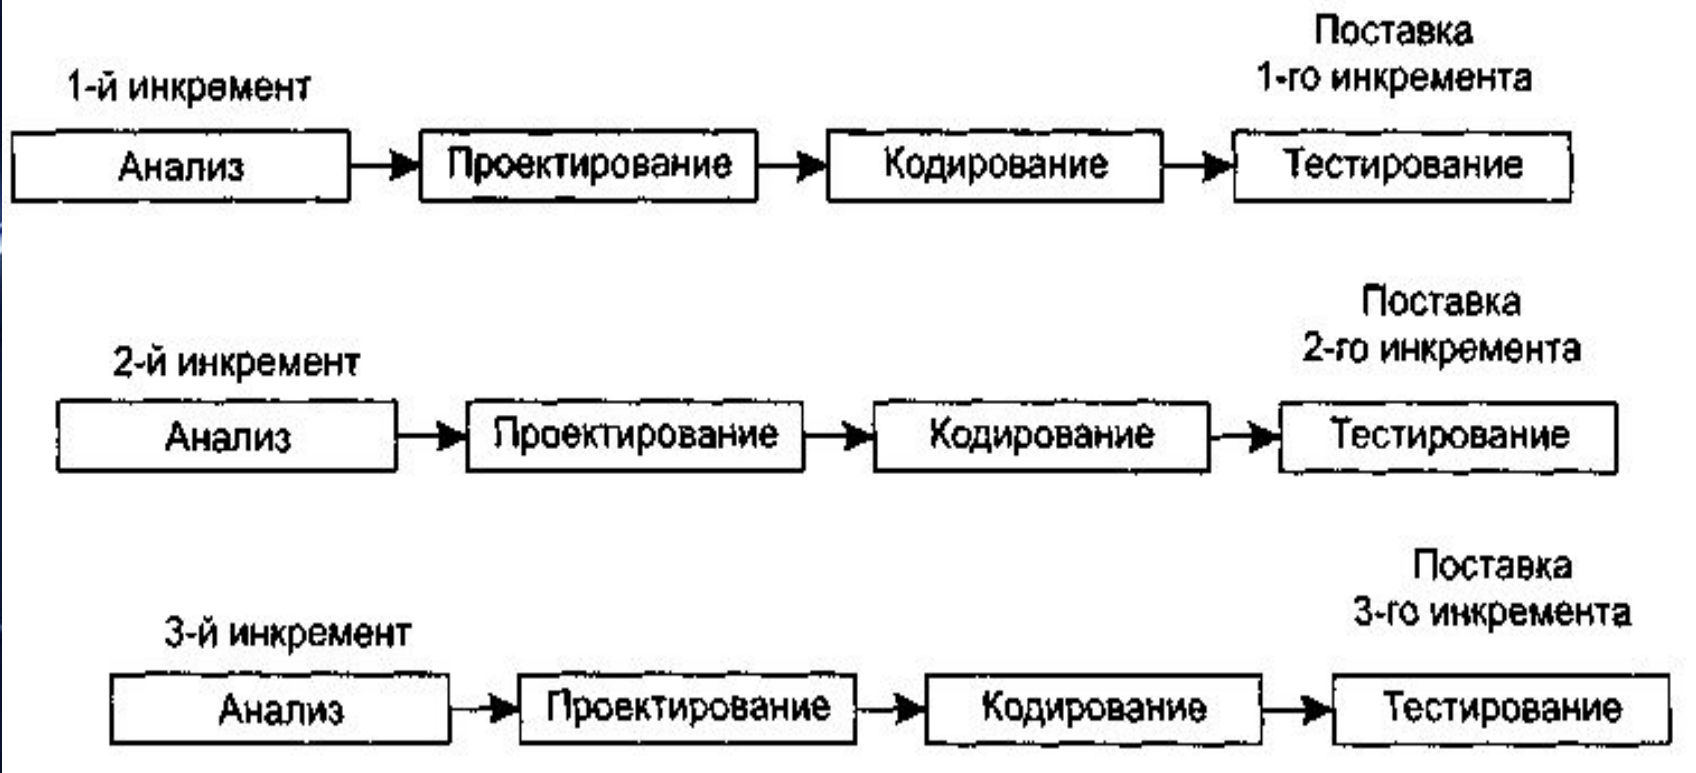 Поставка
1-й инкремент
1-го инкремента
Анализ
Проектирование
Кодирование
Тестирование
Поставка
2-й инкремент
2-го инкремента
Анализ
Проектирование
Кодирование
Тестирование
Поставка
3-й инкремент
3-го инкремента
Анализ
Проектирование
Кодирование
Тестирование